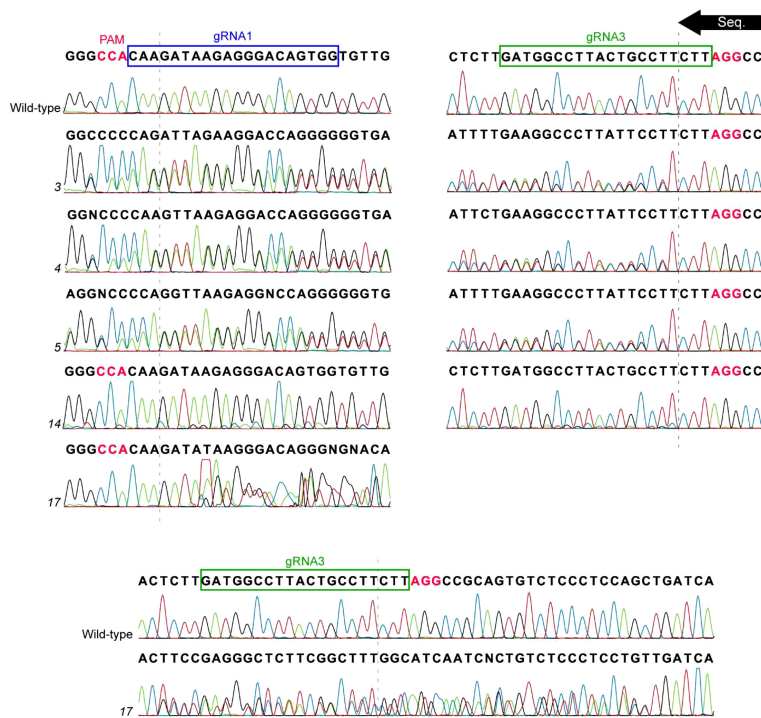 PAM
gRNA1
GGGCCACAAGATAAGAGGGACAGTGGTGTTG
Wild-type
GGCCCCCAGATTAGAAGGACCAGGGGGGTGA
3
GGNCCCCAAGTTAAGAGGACCAGGGGGGTGA
4
AGGNCCCCAGGTTAAGAGGNCCAGGGGGGTG
5
GGGCCACAAGATAAGAGGGACAGTGGTGTTG
14
GGGCCACAAGATATAAGGGACAGGGNGNACA
17
Seq.
gRNA3
CTCTTGATGGCCTTACTGCCTTCTTAGGCC
ATTTTGAAGGCCCTTATTCCTTCTTAGGCC
ATTCTGAAGGCCCTTATTCCTTCTTAGGCC
ATTTTGAAGGCCCTTATTCCTTCTTAGGCC
CTCTTGATGGCCTTACTGCCTTCTTAGGCC
gRNA3
ACTCTTGATGGCCTTACTGCCTTCTTAGGCCGCAGTGTCTCCCTCCAGCTGATCA
Wild-type
ACTTCCGAGGGCTCTTCGGCTTTGGCATCAATCNCTGTCTCCCTCCTGTTGATCA
17